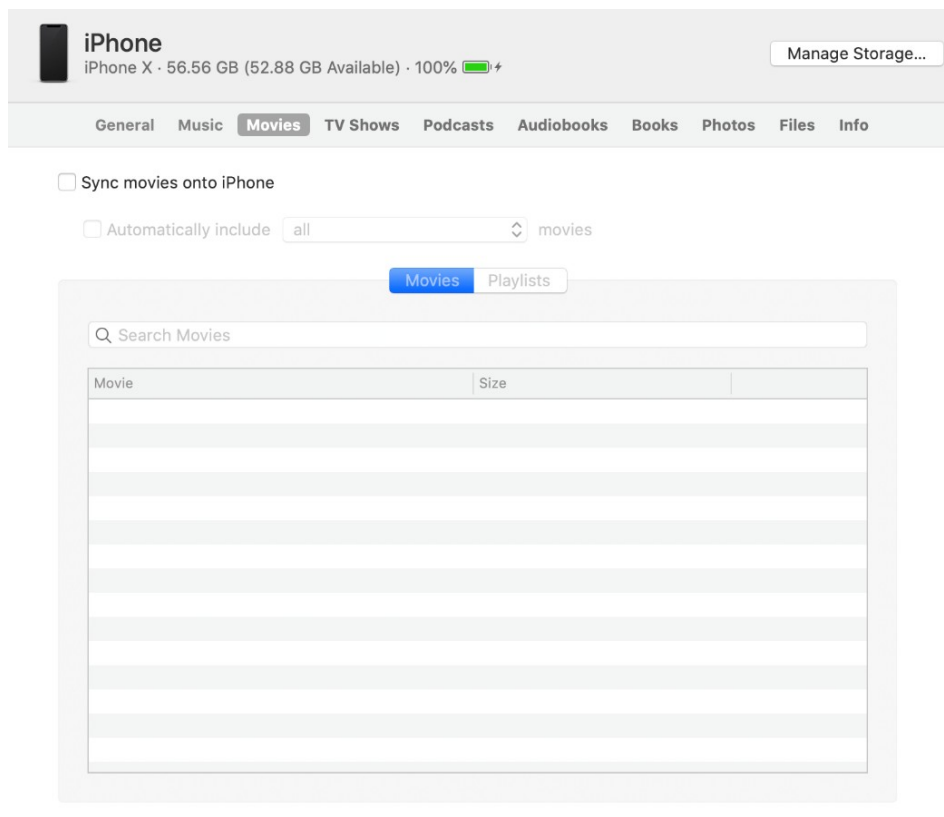 iPhone
iPhone X · 56.56 GB (52.88 GB Available) · 100%
Manage Storage...
General Music Movies TV Shows Podcasts Audiobooks Books Photos Files Info
Sync movies onto iPhone
Automatically include all movies
Movies Playlists
Search Movies
Movie Size